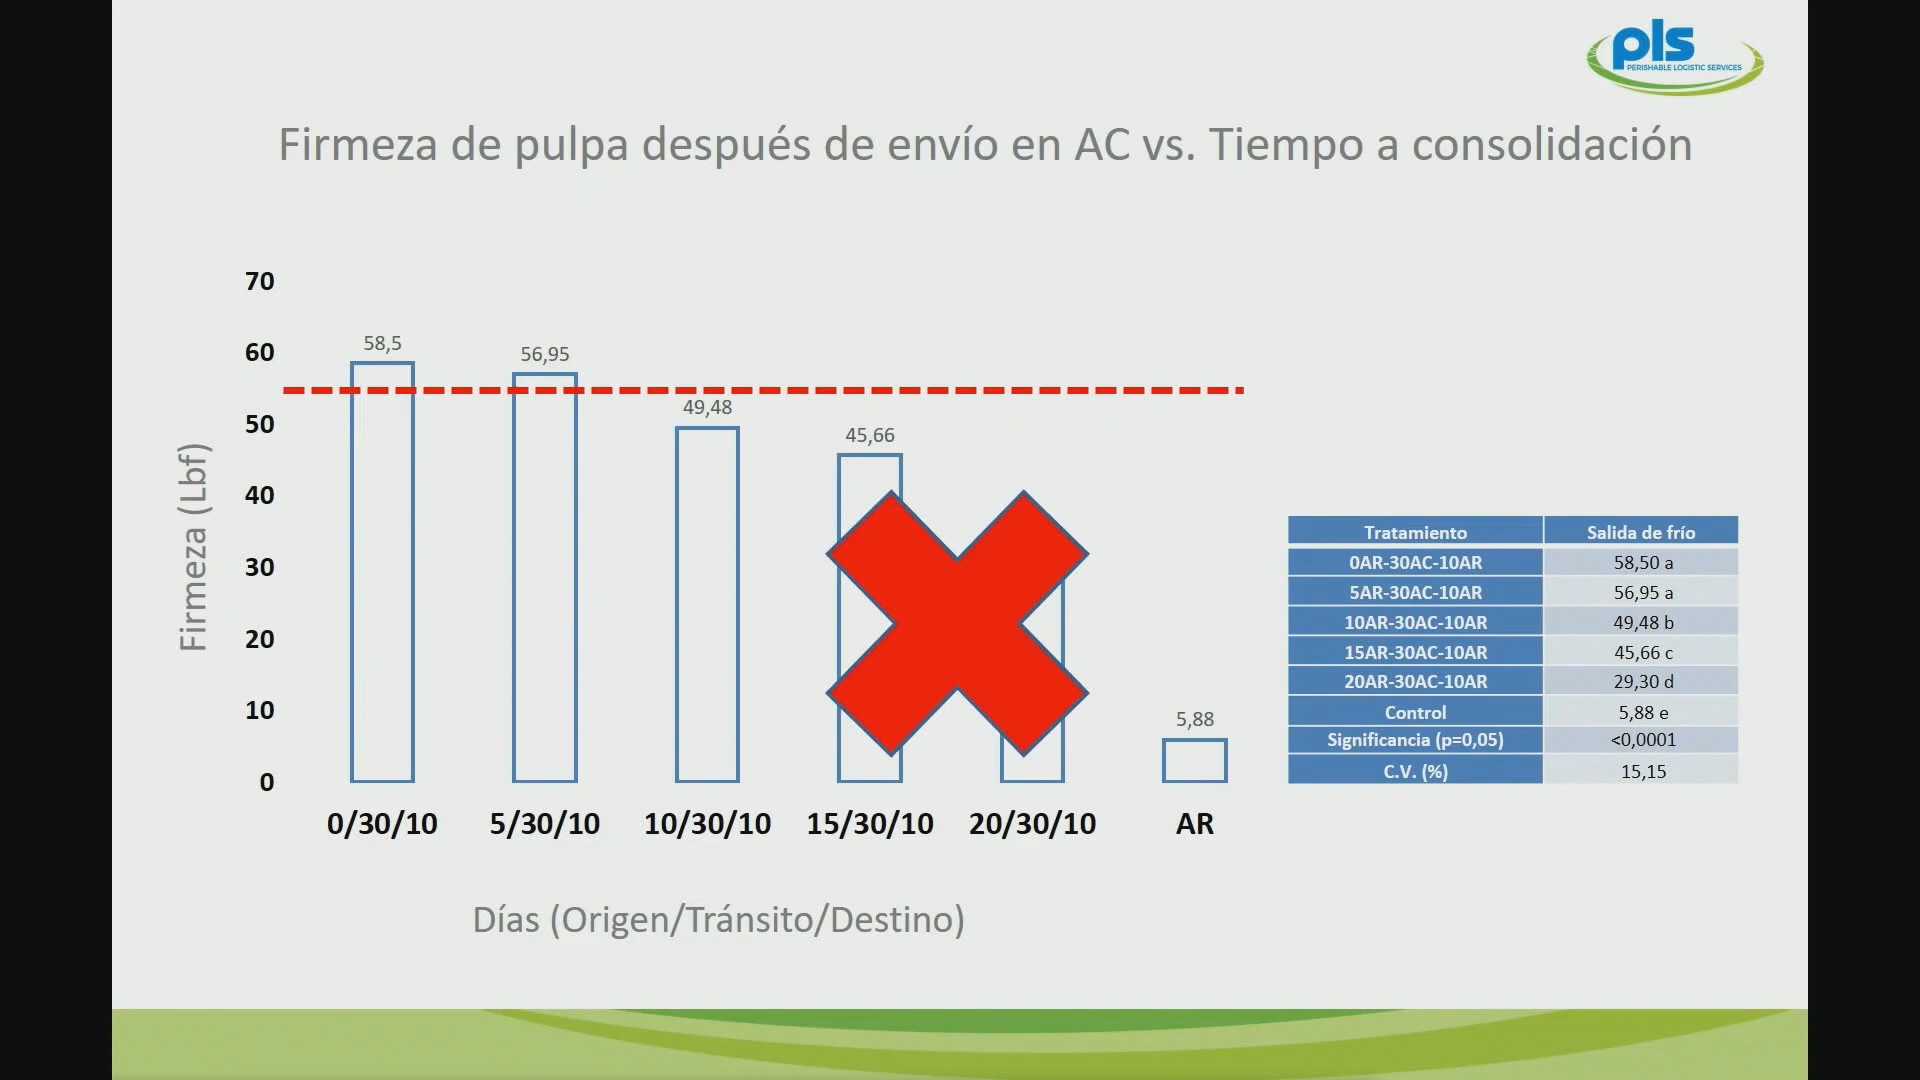 pls
PERISHABLE LOGISTIC SERVICES
Firmeza de pulpa después de envío en AC vs. Tiempo a consolidación
Firmeza (Lbf)
70
60
50
40
30
20
10
0
58,5
56,95
49,48
45,66
5,88
0/30/10
5/30/10
10/30/10
15/30/10
20/30/10
AR
Días (Origen/Tránsito/Destino)
Tratamiento Salida de frío
0AR-30AC-10AR 58,50 a
5AR-30AC-10AR 56,95 a
10AR-30AC-10AR 49,48 b
15AR-30AC-10AR 45,66 c
20AR-30AC-10AR 29,30 d
Control 5,88 e
Significancia (p=0,05) <0,0001
C.V. (%) 15,15